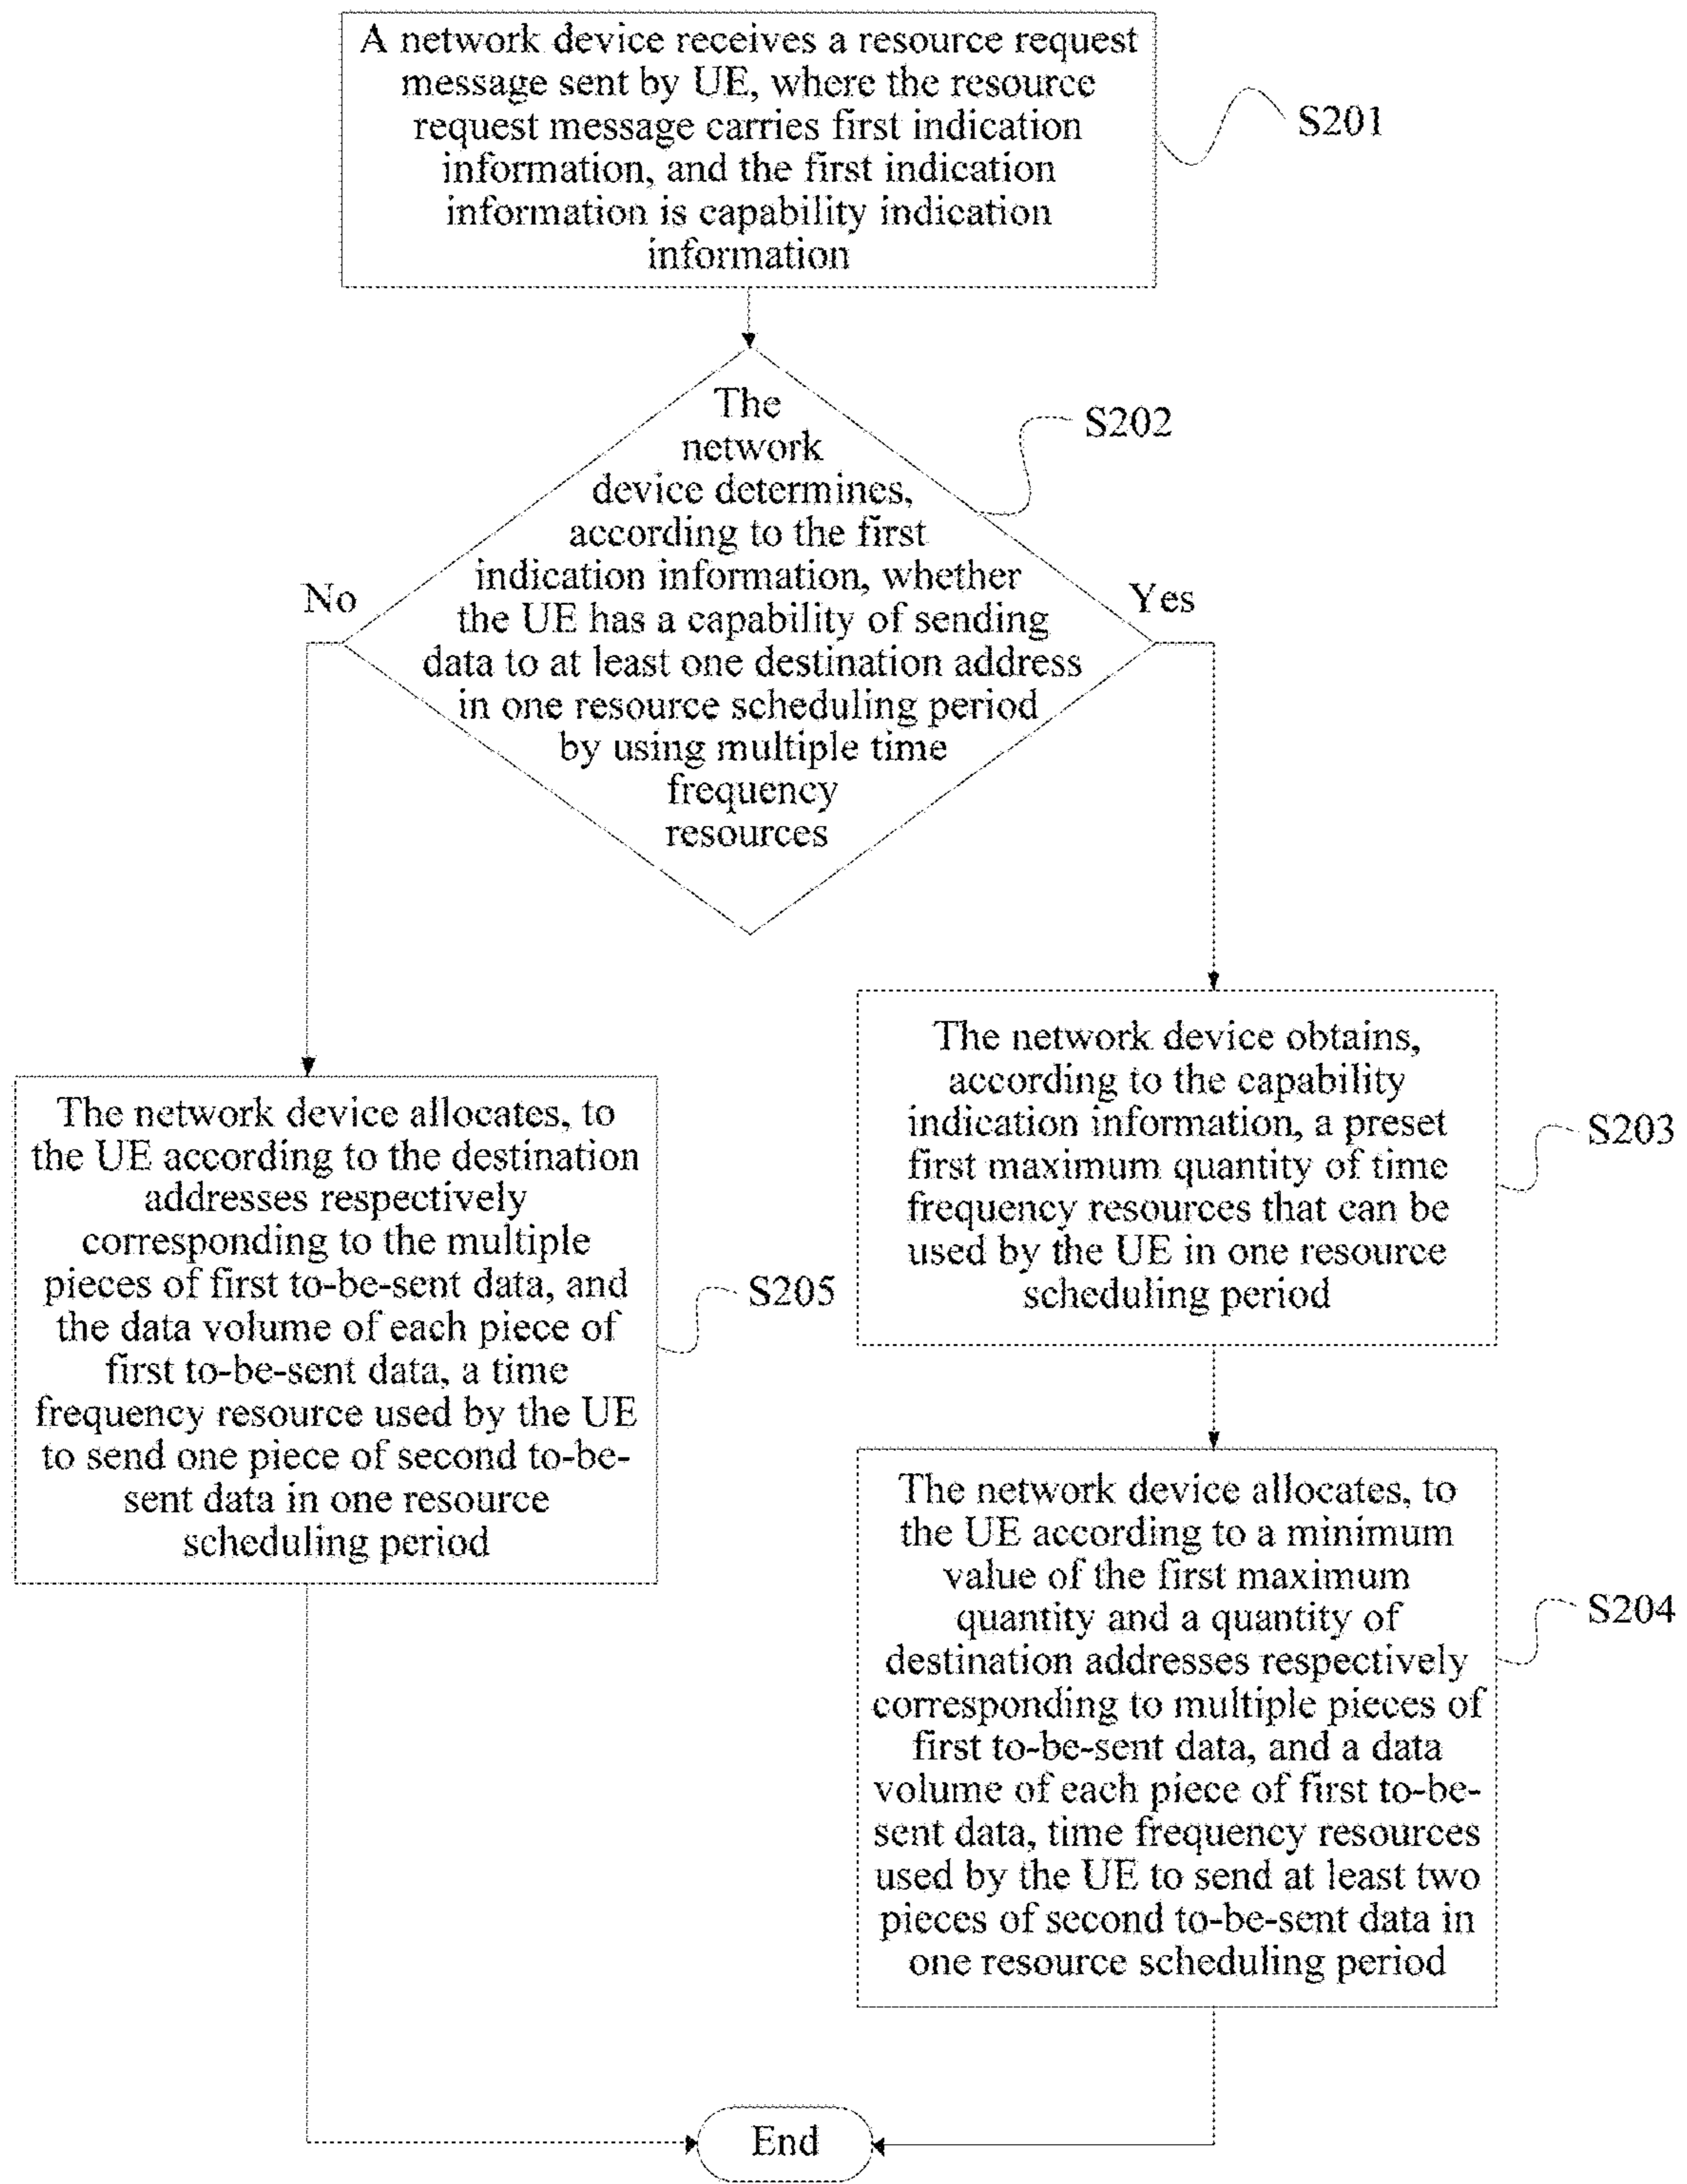 A network device receives a resource request
message sent by UE, where the resource
request message carries first indication
information, and the first indication
information is capability indication
information
S201
The
network
device determines,
according to the first
indication information, whether
the UE has a capability of sending
data to at least one destination address
in one resource scheduling period
by using multiple time
frequency
resources
S202
No
Yes
The network device obtains,
according to the capability
indication information, a preset
first maximum quantity of time
frequency resources that can be
used by the UE in one resource
scheduling period
S203
The network device allocates, to
the UE according to the destination
addresses respectively
corresponding to the multiple
pieces of first to-be-sent data, and
the data volume of each piece of
first to-be-sent data, a time
frequency resource used by the UE
to send one piece of second to-be-
sent data in one resource
scheduling period
S205
The network device allocates, to
the UE according to a minimum
value of the first maximum
quantity and a quantity of
destination addresses respectively
corresponding to multiple pieces of
first to-be-sent data, and a data
volume of each piece of first to-be-
sent data, time frequency resources
used by the UE to send at least two
pieces of second to-be-sent data in
one resource scheduling period
S204
End